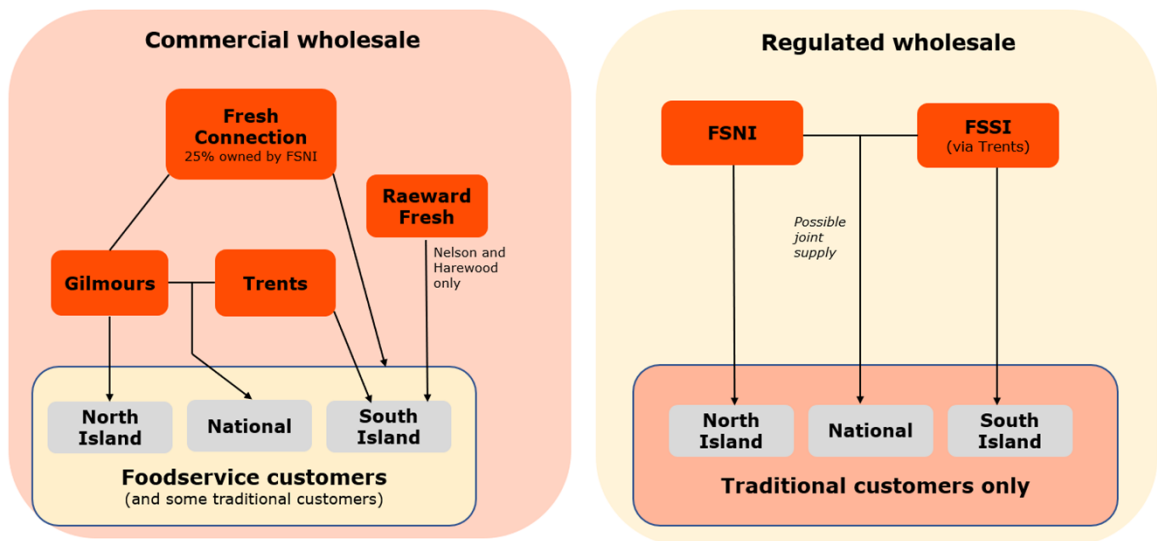 Commercial wholesale
Fresh
Connection
25% owned by FSNI
Raeward
Fresh
Nelson and
Harewood
only
Gilmours
Trents
North
Island
National
South
Island
Foodservice customers
(and some traditional customers)
Regulated wholesale
FSNI
FSSI
(via Trents)
Possible
joint
supply
North
Island
National
South
Island
Traditional customers only